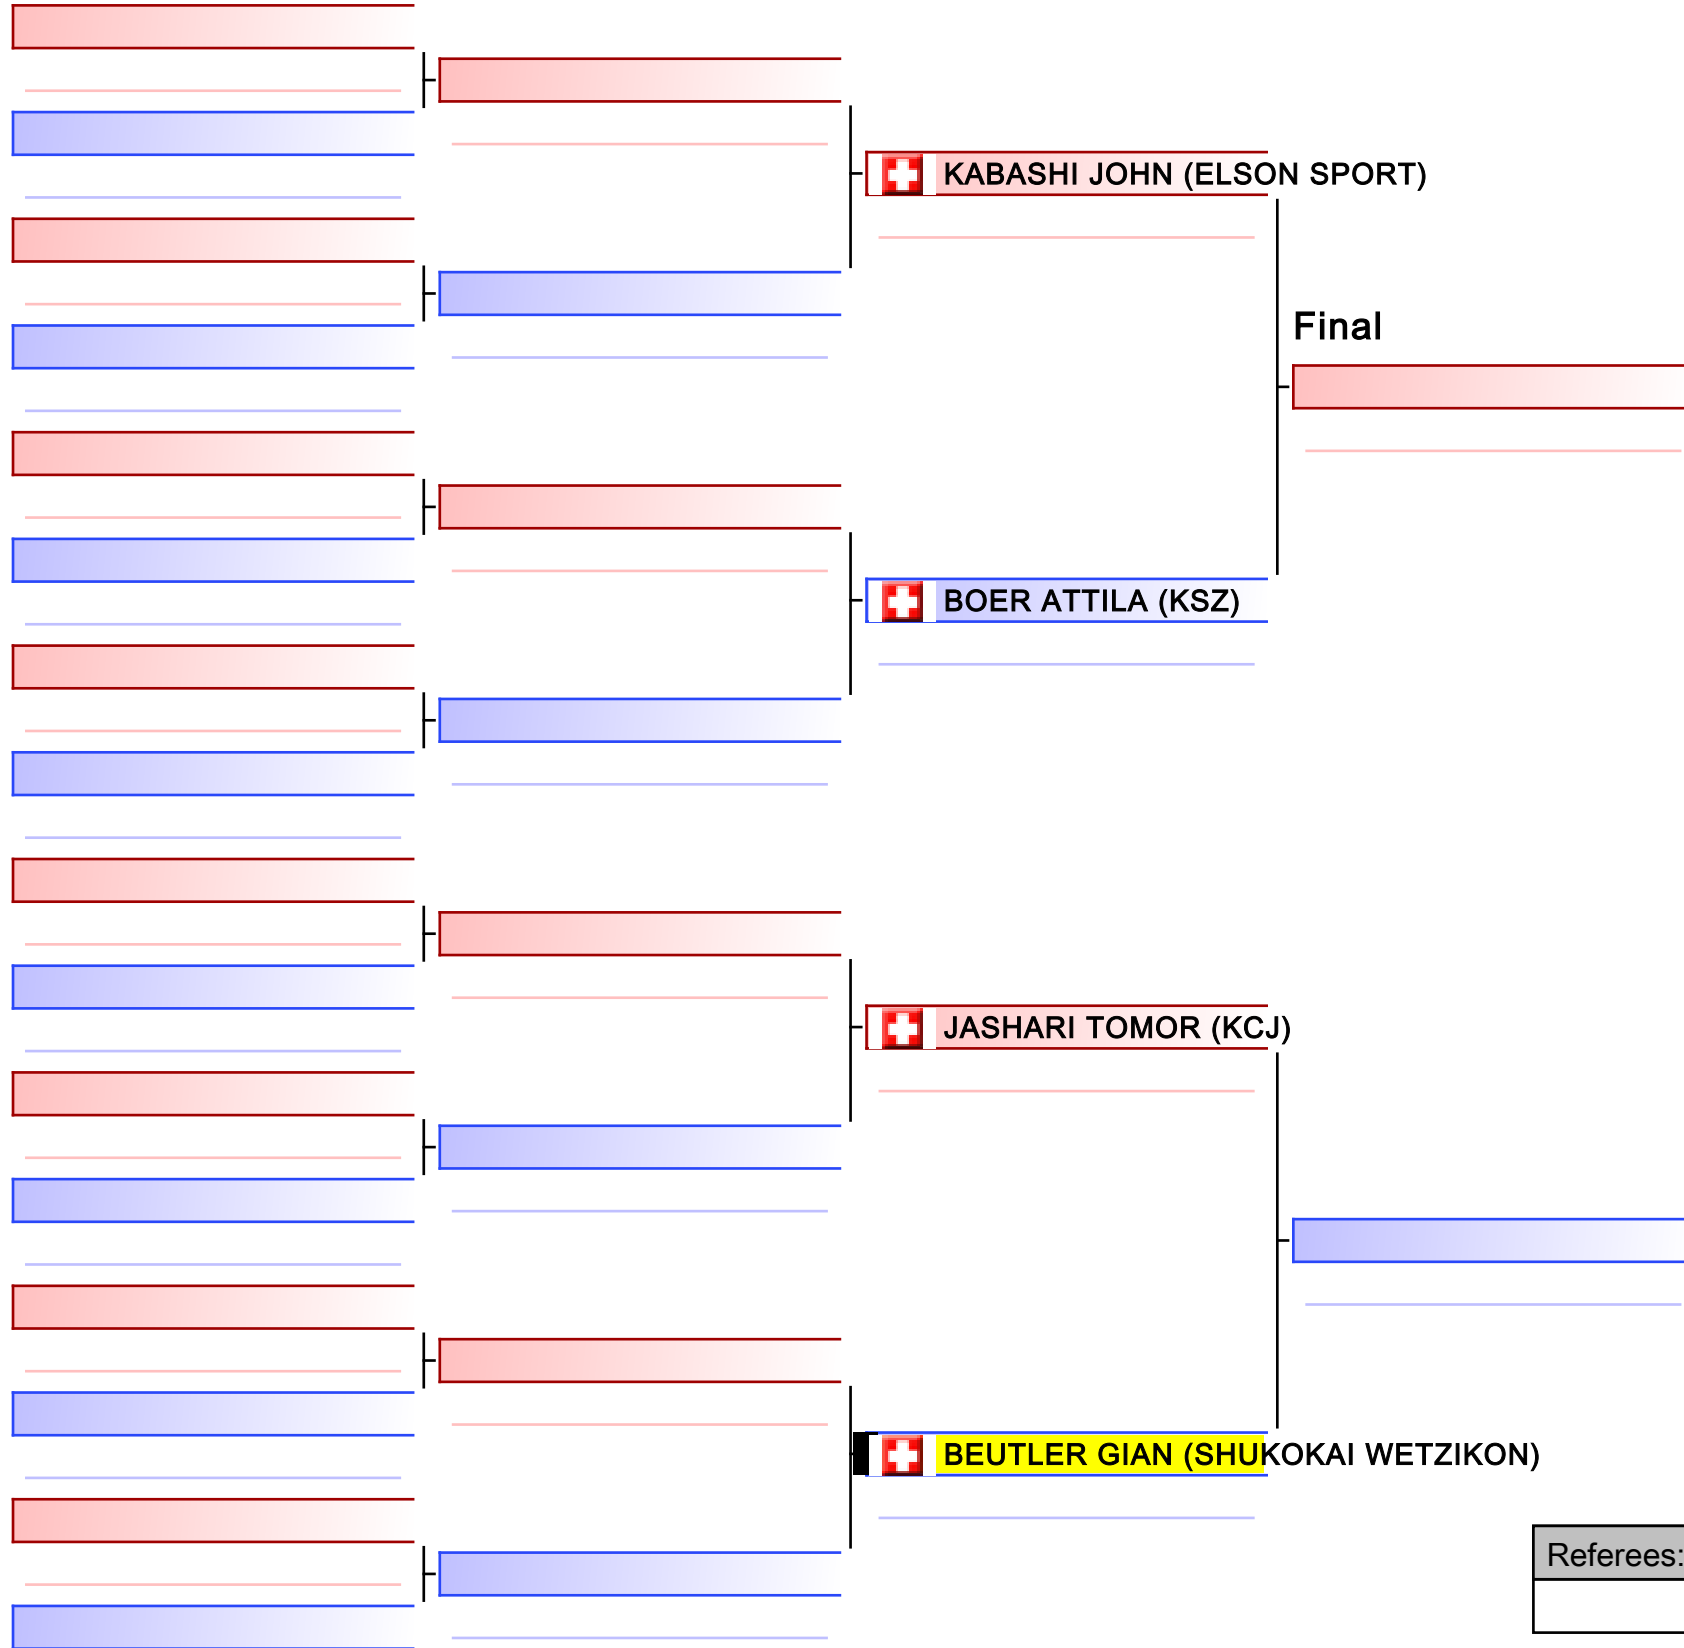 KABASHI JOHN (ELSON SPORT)
Final
BOER ATTILA (KSZ)
JASHARI TOMOR (KCJ)
BEUTLER GIAN (SHUKOKAI WETZIKON)
Referees: